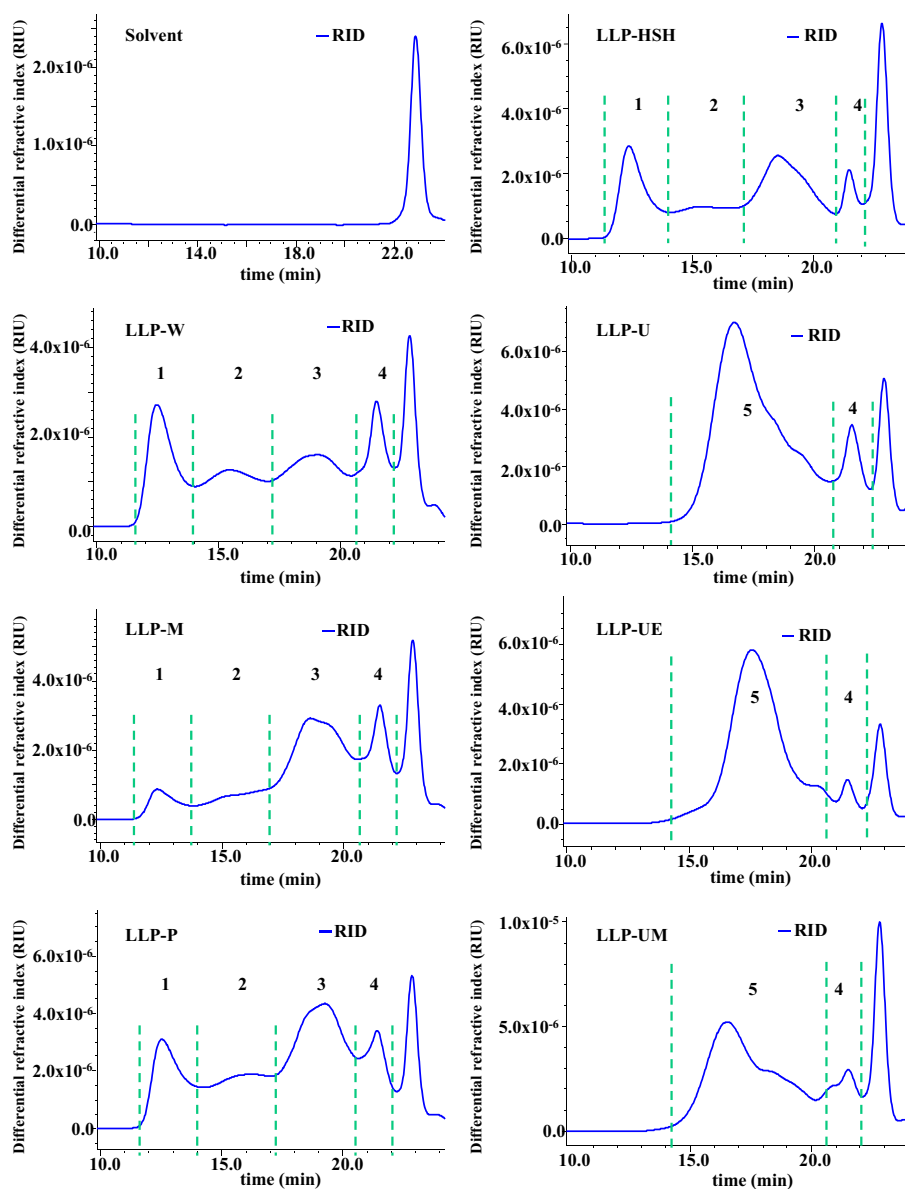 Differential refractive index (RIU)
Solvent
RID
2.0x10-6
1.0x10-6
0.0
10.0 14.0 18.0 22.0
time (min)
Differential refractive index (RIU)
LLP-HSH
RID
6.0x10-6
4.0x10-6
2.0x10-6
0.0
1 2 3 4
10.0 15.0 20.0
time (min)
Differential refractive index (RIU)
LLP-W
RID
4.0x10-6
2.0x10-6
0.0
1 2 3 4
10.0 15.0 20.0
time (min)
Differential refractive index (RIU)
LLP-U
RID
6.0x10-6
4.0x10-6
2.0x10-6
0.0
5 4
10.0 15.0 20.0
time (min)
Differential refractive index (RIU)
LLP-M
RID
4.0x10-6
2.0x10-6
0.0
1 2 3 4
10.0 15.0 20.0
time (min)
Differential refractive index (RIU)
LLP-UE
RID
6.0x10-6
4.0x10-6
2.0x10-6
0.0
5 4
10.0 15.0 20.0
time (min)
Differential refractive index (RIU)
LLP-P
RID
6.0x10-6
4.0x10-6
2.0x10-6
0.0
1 2 3 4
10.0 15.0 20.0
time (min)
Differential refractive index (RIU)
LLP-UM
RID
1.0x10-5
5.0x10-6
0.0
5 4
10.0 15.0 20.0
time (min)